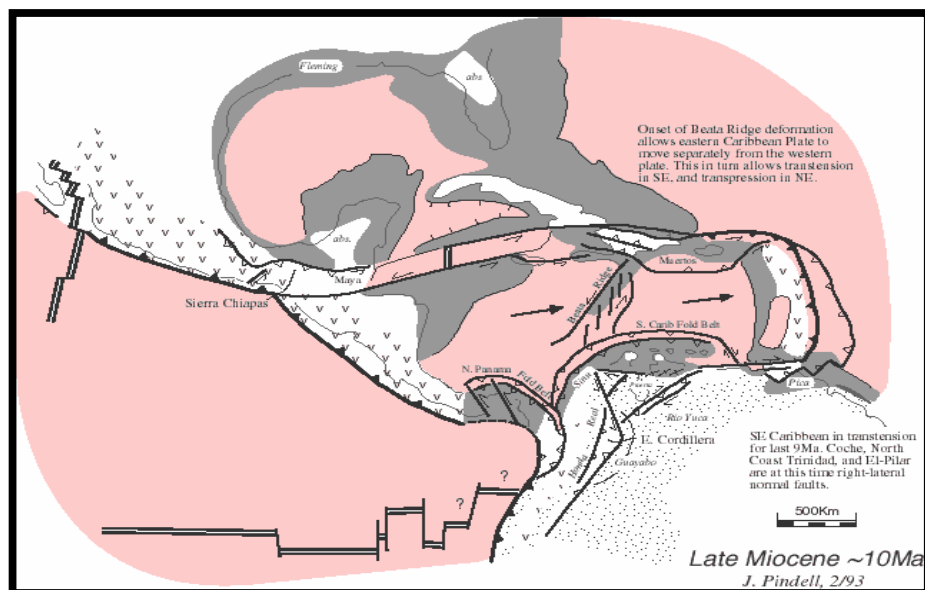 Fleming
abs
Onset of Beata Ridge deformation
allows eastern Caribbean Plate to
move separately from the western
plate. This in turn allows transtension
in SE, and transpression in NE.
abs.
Maya
Sierra Chiapas
Muertos
Beata Ridge
S. Carib Fold Belt
N. Panama
Fold Belt
Sinu
Pica
Rio Yuca
Real
E. Cordillera
Honda
Guayabo
SE Caribbean in transtension
for last 9Ma. Coche, North
Coast Trinidad, and El-Pilar
are at this time right-lateral
normal faults.
?
?
500Km
Late Miocene ~10Ma
J. Pindell, 2/93